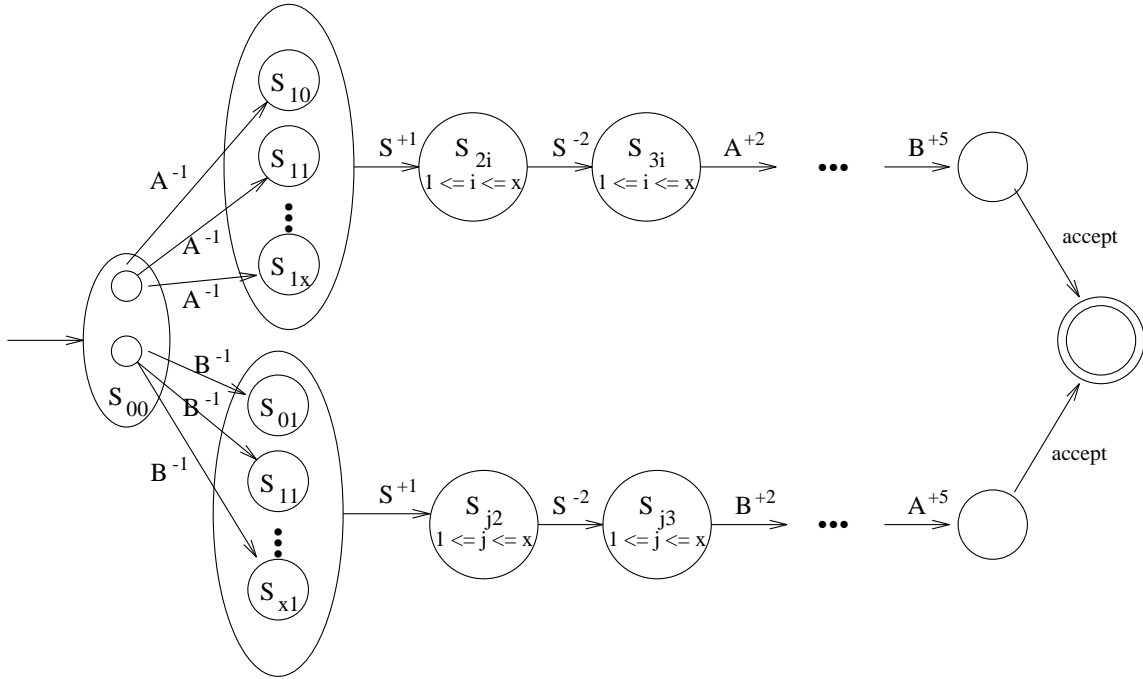 S10
A-1
S11
A-1
S1x
A-1
S+1
S2i
1 <= i <= x
S-2
S3i
1 <= i <= x
A+2
B+5
accept
S00
B-1
S01
B-1
S11
B-1
Sx1
S+1
Sj2
1 <= j <= x
S-2
Sj3
1 <= j <= x
B+2
A+5
accept